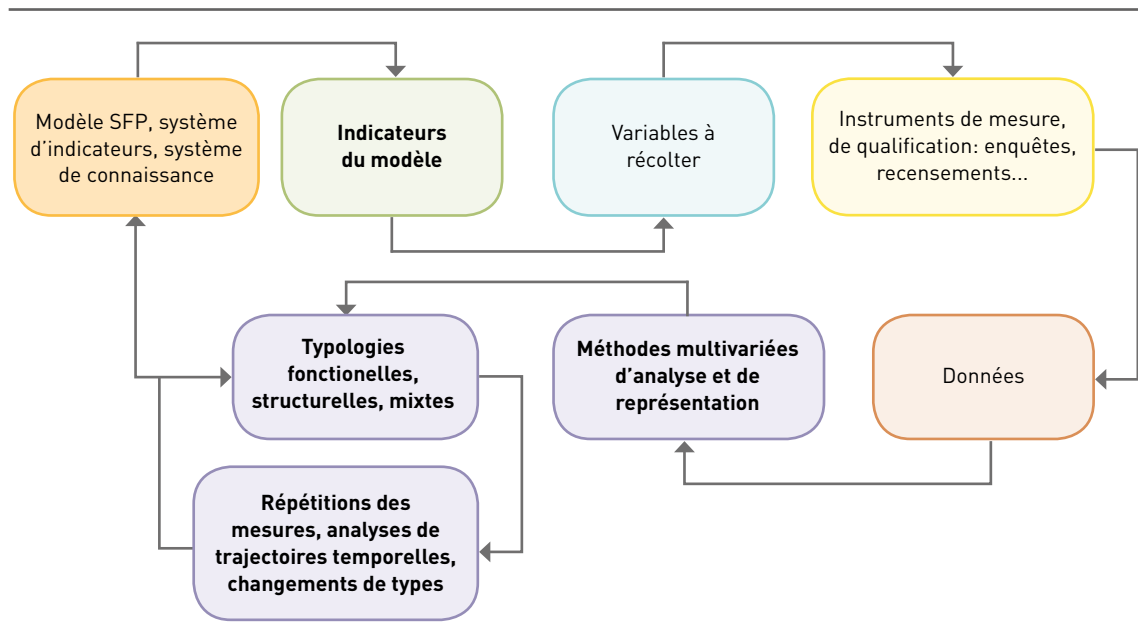 Modèle SFP, système
d'indicateurs, système
de connaissance
Indicateurs
du modèle
Variables à
récolter
Instruments de mesure,
de qualification: enquêtes,
recensements...
Typologies
fonctionelles,
structurelles, mixtes
Méthodes multivariées
d'analyse et de
représentation
Données
Répétitions des
mesures, analyses de
trajectoires temporelles,
changements de types